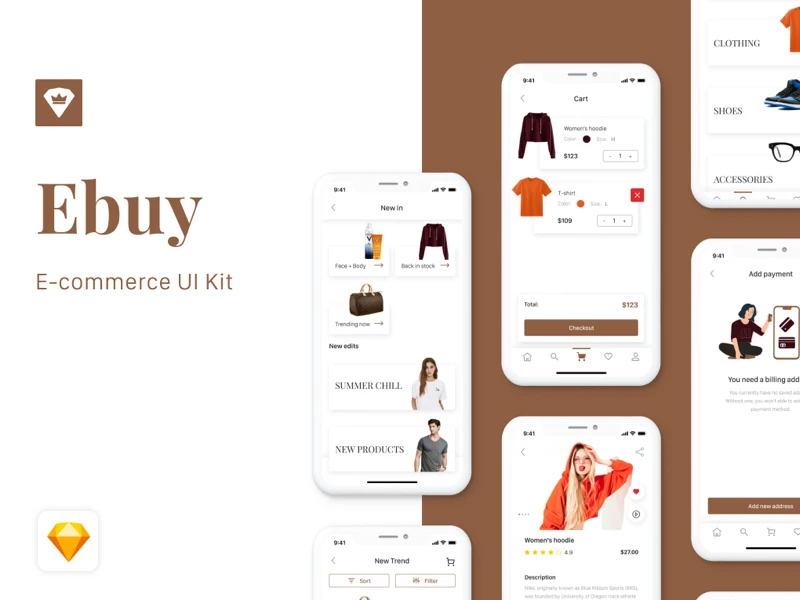 Ebuy
E-commerce UI Kit
9:41
New in
Face + Body
Back in stock
Trending now
New edits
SUMMER CHILL
NEW PRODUCTS
9:41
New Trend
Sort
Filter
9:41
Cart
Women's hoodie
Color: Size: M
$123
- 1 +
T-shirt
Color: Size: L
$109
- 1 +
Total:
$123
Checkout
9:41
Women's hoodie
4.9
$27.00
Description
Nike, originally known as Blue Ribbon Sports (BRS),
was founded by University of Oregon track athlete
CLOTHING
SHOES
ACCESSORIES
9:41
Add payment
You need a billing add
You currently have no saved add
Without one, you won't able to add
payment method.
Add new address